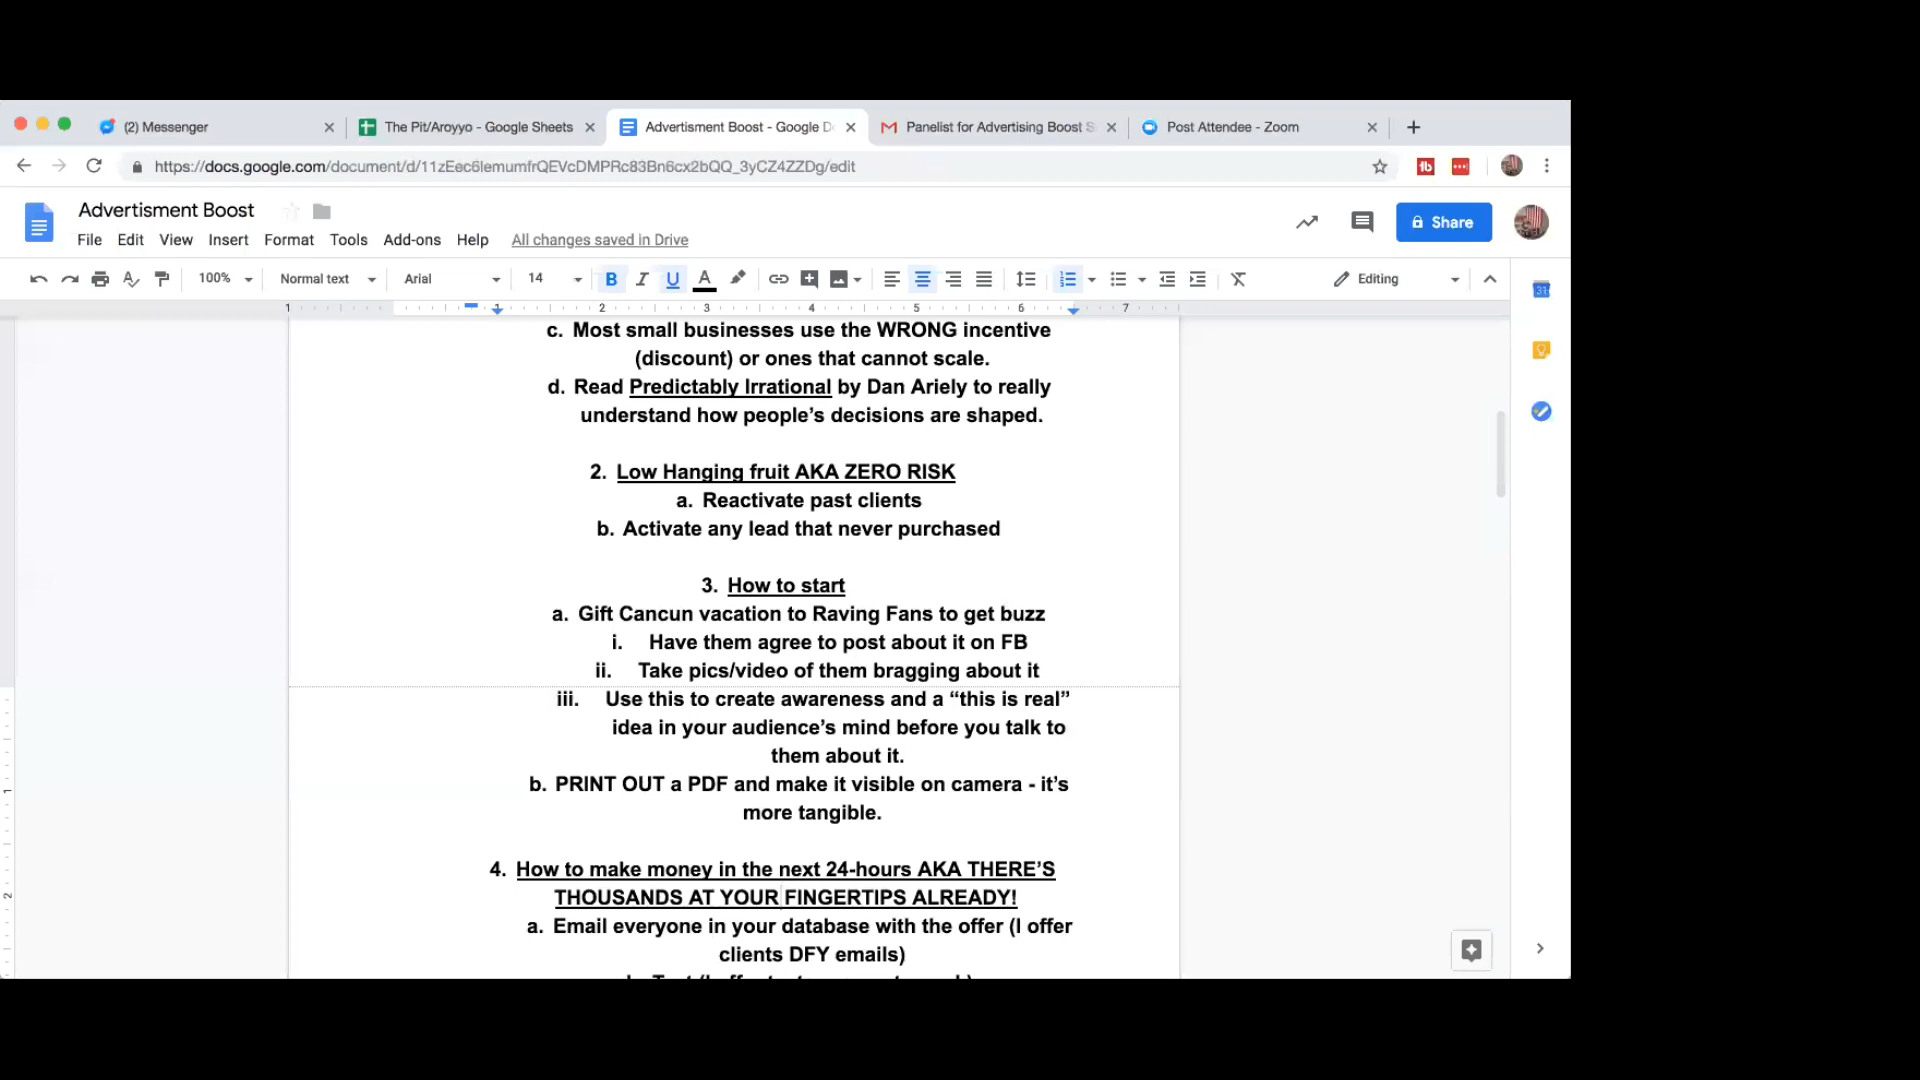 (2) Messenger
The Pit/Aroyyo - Google Sheets
Advertisment Boost - Google D
Panelist for Advertising Boost S
Post Attendee - Zoom
https://docs.google.com/document/d/11zEec6lemumfrQEVcDMPRc83Bn6cx2bQQ_3yCZ4ZZDg/edit
Advertisment Boost
File Edit View Insert Format Tools Add-ons Help All changes saved in Drive
Share
100% Normal text Arial 14 B I U A Editing
1 1 2 3 4 5 6 7
c. Most small businesses use the WRONG incentive
(discount) or ones that cannot scale.
d. Read Predictably Irrational by Dan Ariely to really
understand how people’s decisions are shaped.
2. Low Hanging fruit AKA ZERO RISK
a. Reactivate past clients
b. Activate any lead that never purchased
3. How to start
a. Gift Cancun vacation to Raving Fans to get buzz
i. Have them agree to post about it on FB
ii. Take pics/video of them bragging about it
iii. Use this to create awareness and a “this is real”
idea in your audience’s mind before you talk to
them about it.
b. PRINT OUT a PDF and make it visible on camera - it’s
more tangible.
4. How to make money in the next 24-hours AKA THERE’S
THOUSANDS AT YOUR FINGERTIPS ALREADY!
a. Email everyone in your database with the offer (I offer
clients DFY emails)